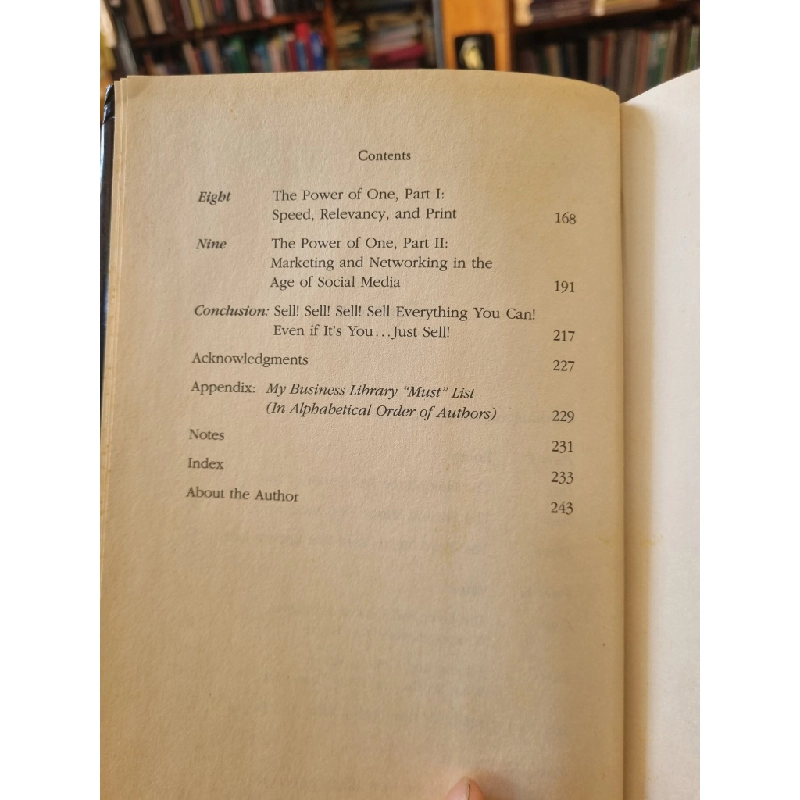 Contents
Eight The Power of One, Part I:
Speed, Relevancy, and Print 168
Nine The Power of One, Part II:
Marketing and Networking in the
Age of Social Media 191
Conclusion: Sell! Sell! Sell! Sell Everything You Can!
Even if It's You...Just Sell! 217
Acknowledgments 227
Appendix: My Business Library "Must" List
(In Alphabetical Order of Authors) 229
Notes 231
Index 233
About the Author 243